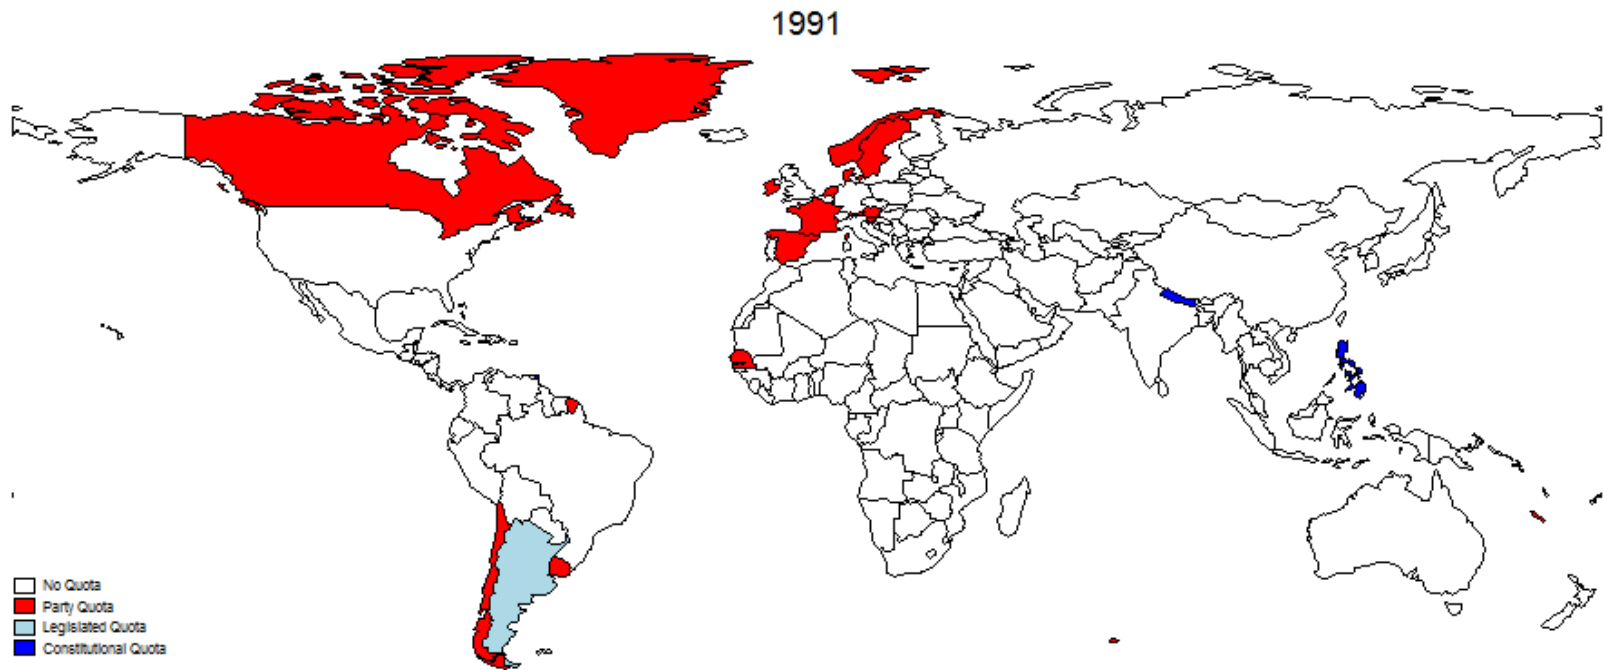 1991
No Quota
Party Quota
Legislated Quota
Constitutional Quota